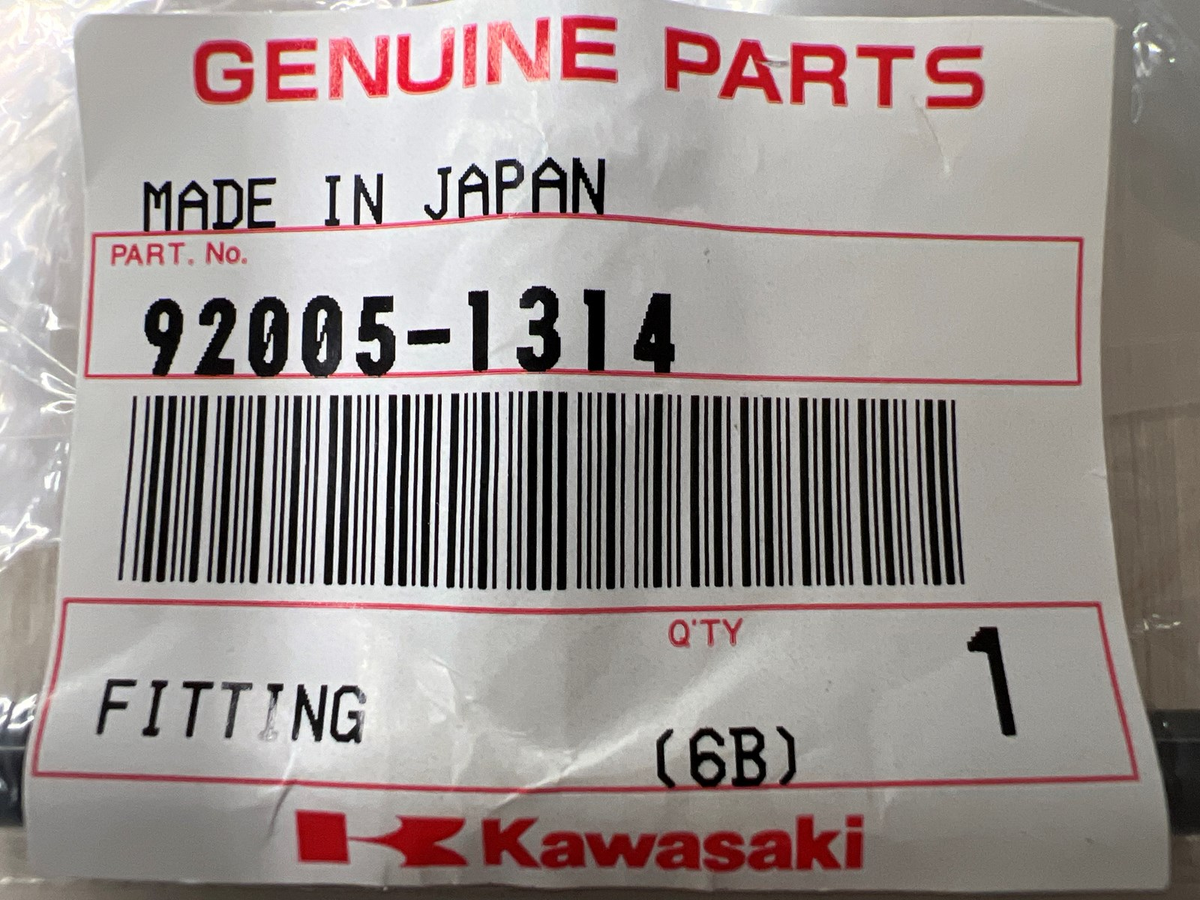 GENUINE PARTS
MADE IN JAPAN
PART. No.
92005-1314
Q'TY
1
FITTING
(6B)
Kawasaki